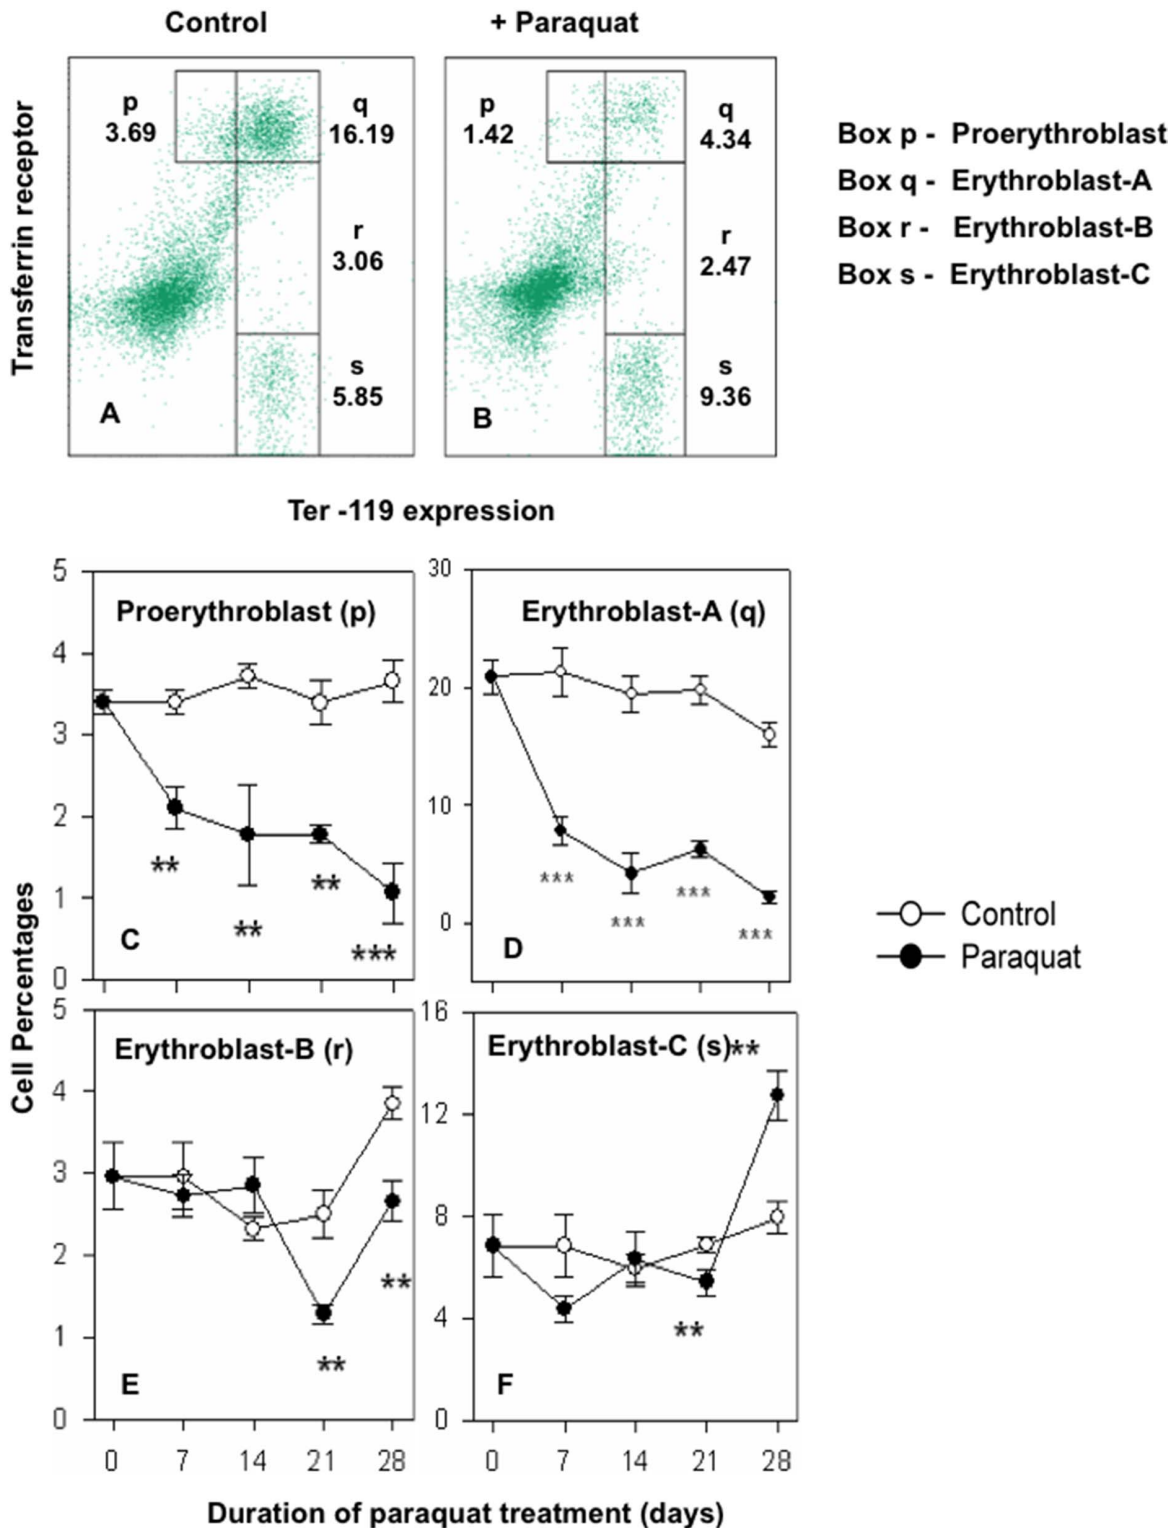 Control
+ Paraquat
Transferrin receptor
p
3.69
q
16.19
r
3.06
s
5.85
A
p
1.42
q
4.34
r
2.47
s
9.36
B
Box p - Proerythroblast
Box q - Erythroblast-A
Box r - Erythroblast-B
Box s - Erythroblast-C
Ter -119 expression
Cell Percentages
5
4
3
2
1
0
Proerythroblast (p)
**
**
**
***
C
30
20
10
0
Erythroblast-A (q)
***
***
***
***
D
Control
Paraquat
5
4
3
2
1
0
Erythroblast-B (r)
**
**
E
0 7 14 21 28
16
12
8
4
0
Erythroblast-C (s)**
**
F
0 7 14 21 28
Duration of paraquat treatment (days)